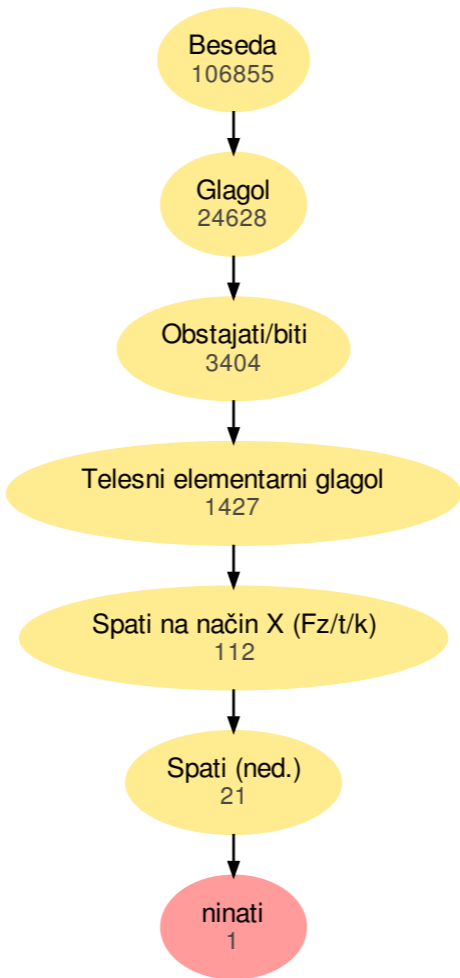 Beseda
106855
Glagol
24628
Obstajati/biti
3404
Telesni elementarni glagol
1427
Spati na način X (Fz/t/k)
112
Spati (ned.)
21
ninati
1